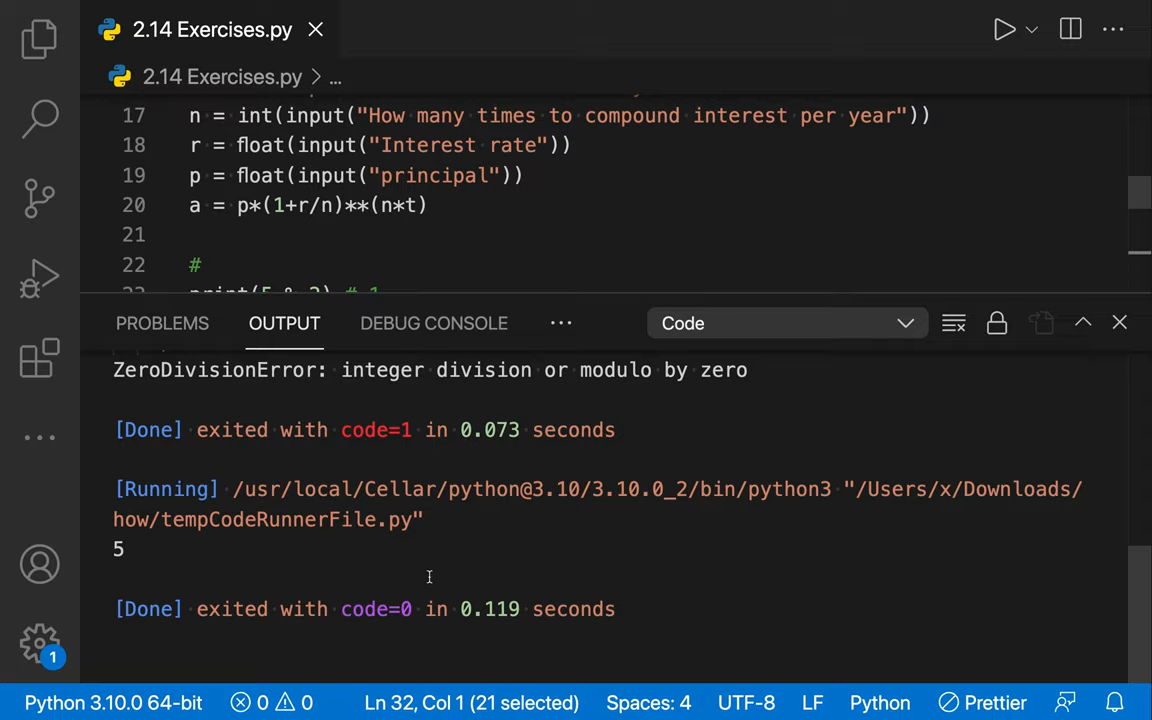 2.14 Exercises.py
2.14 Exercises.py > ...
17 n = int(input("How many times to compound interest per year"))
18 r = float(input("Interest rate"))
19 p = float(input("principal"))
20 a = p*(1+r/n)**(n*t)
21
22 #
PROBLEMS OUTPUT DEBUG CONSOLE ... Code
ZeroDivisionError: integer division or modulo by zero
[Done] exited with code=1 in 0.073 seconds
[Running] /usr/local/Cellar/python@3.10/3.10.0_2/bin/python3 "/Users/x/Downloads/
how/tempCodeRunnerFile.py"
5
[Done] exited with code=0 in 0.119 seconds
1
Python 3.10.0 64-bit 0 0 Ln 32, Col 1 (21 selected) Spaces: 4 UTF-8 LF Python Prettier